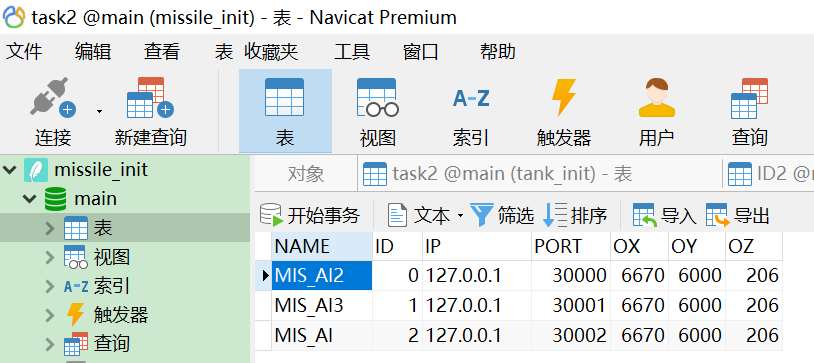 task2 @main (missile_init) - 表 - Navicat Premium
文件 编辑 查看 表 收藏夹 工具 窗口 帮助
连接 新建查询 表 视图 索引 触发器 用户 查询
A-Z
missile_init
main
表
视图
A-Z 索引
触发器
查询
对象 task2 @main (tank_init) - 表 ID2 @m
开始事务 文本 筛选 排序 导入 导出
NAME ID IP PORT OX OY OZ
MIS_AI2 0 127.0.0.1 30000 6670 6000 206
MIS_AI3 1 127.0.0.1 30001 6670 6000 206
MIS_AI 2 127.0.0.1 30002 6670 6000 206